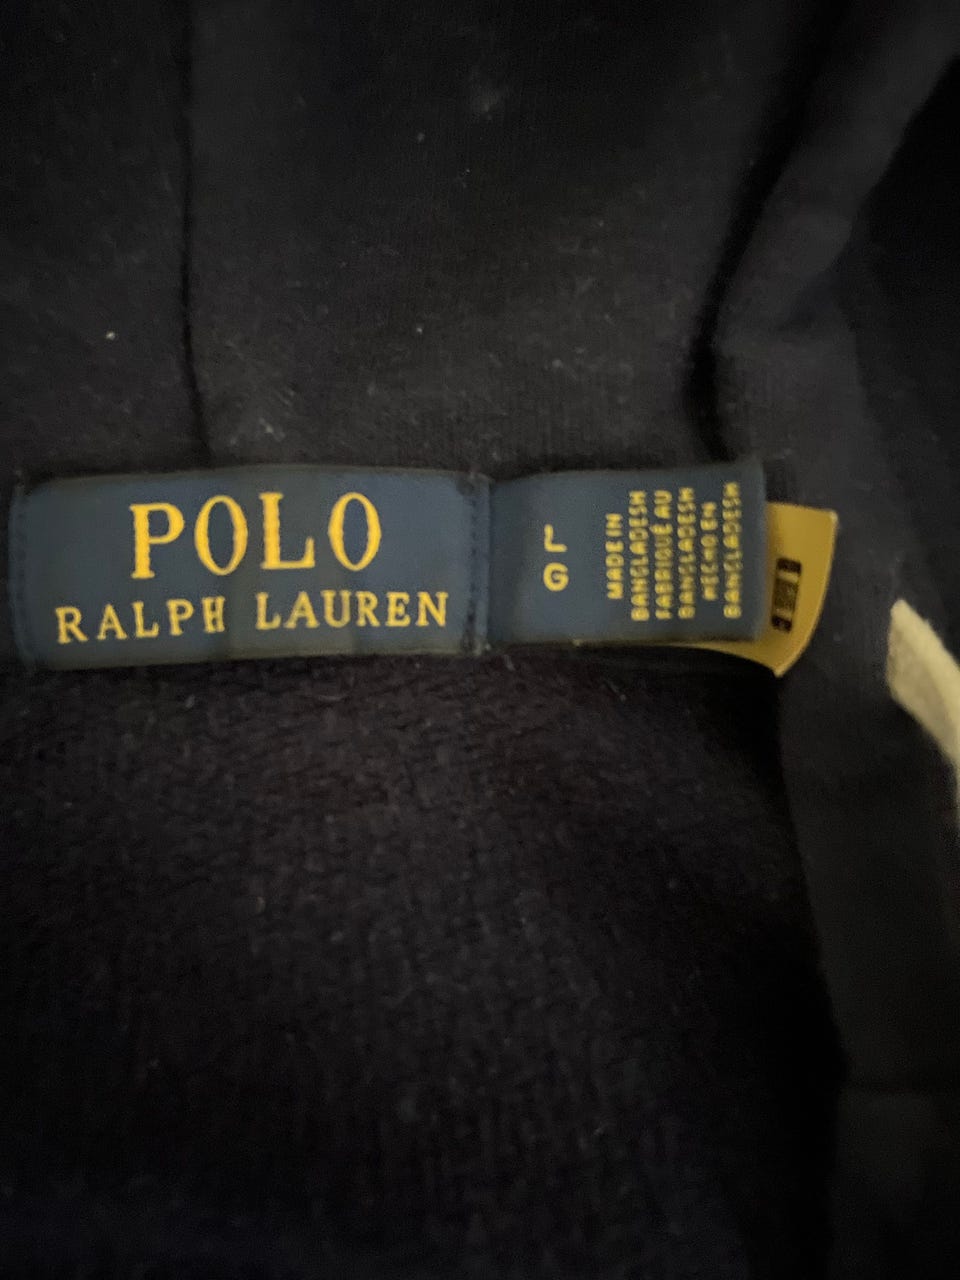 POLO
RALPH LAUREN
L
G
MADE IN
BANGLADESH
FABRIQUÉ AU
BANGLADESH
HECHO EN
BANGLADESH